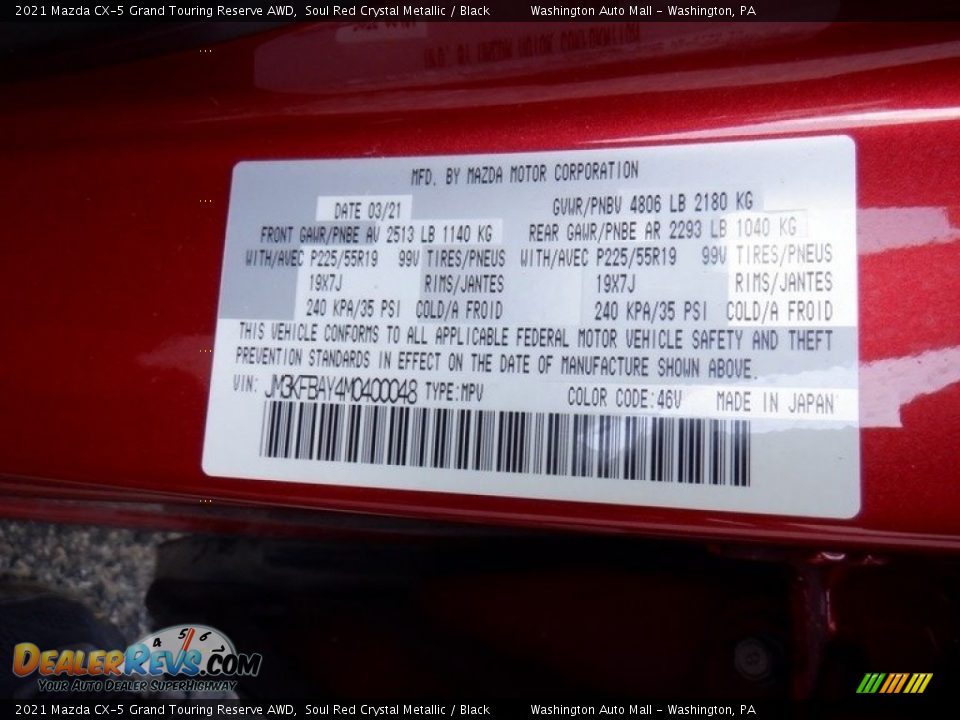 2021 Mazda CX-5 Grand Touring Reserve AWD, Soul Red Crystal Metallic / Black Washington Auto Mall - Washington, PA
MFD. BY MAZDA MOTOR CORPORATION
DATE 03/21 GVWR/PNBV 4806 LB 2180 KG
FRONT GAWR/PNBE AV 2513 LB 1140 KG REAR GAWR/PNBE AR 2293 LB 1040 KG
WITH/AVEC P225/55R19 99V TIRES/PNEUS WITH/AVEC P225/55R19 99V TIRES/PNEUS
19X7J RIMS/JANTES 19X7J RIMS/JANTES
240 KPA/35 PSI COLD/A FROID 240 KPA/35 PSI COLD/A FROID
THIS VEHICLE CONFORMS TO ALL APPLICABLE FEDERAL MOTOR VEHICLE SAFETY AND THEFT
PREVENTION STANDARDS IN EFFECT ON THE DATE OF MANUFACTURE SHOWN ABOVE.
VIN: JM3KFBAY4M0400048 TYPE:MPV COLOR CODE:46V MADE IN JAPAN
4 5 6
DEALERREVS.COM
YOUR AUTO DEALER SUPERHIGHWAY
2021 Mazda CX-5 Grand Touring Reserve AWD, Soul Red Crystal Metallic / Black Washington Auto Mall - Washington, PA